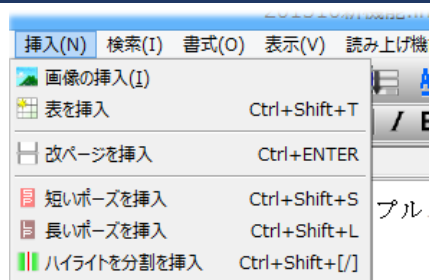 挿入(N) 検索(I) 書式(O) 表示(V) 読み上げ機
画像の挿入(I)
表を挿入 Ctrl+Shift+T
改ページを挿入 Ctrl+ENTER
短いポーズを挿入 Ctrl+Shift+S
プル
長いポーズを挿入 Ctrl+Shift+L
ハイライトを分割を挿入 Ctrl+Shift+[/]